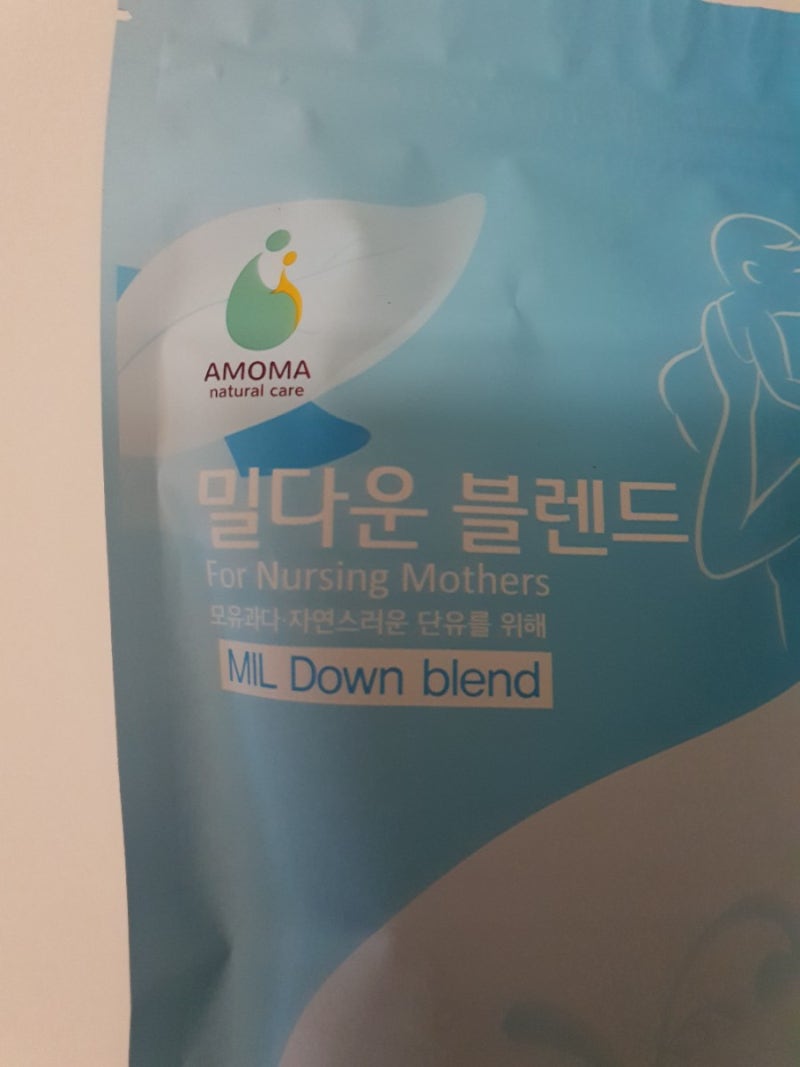 AMOMA
natural care
밀다운 블렌드
For Nursing Mothers
모유과다·자연스러운 단유를 위해
MIL Down blend